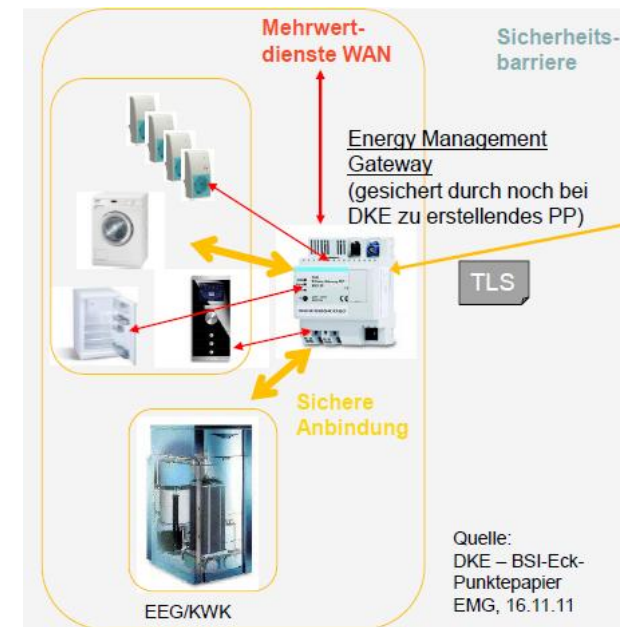 Mehrwert-
dienste WAN
Sicherheits-
barriere
Energy Management
Gateway
(gesichert durch noch bei
DKE zu erstellendes PP)
TLS
Sichere
Anbindung
Quelle:
DKE – BSI-Eck-
Punktepapier
EMG, 16.11.11
EEG/KWK